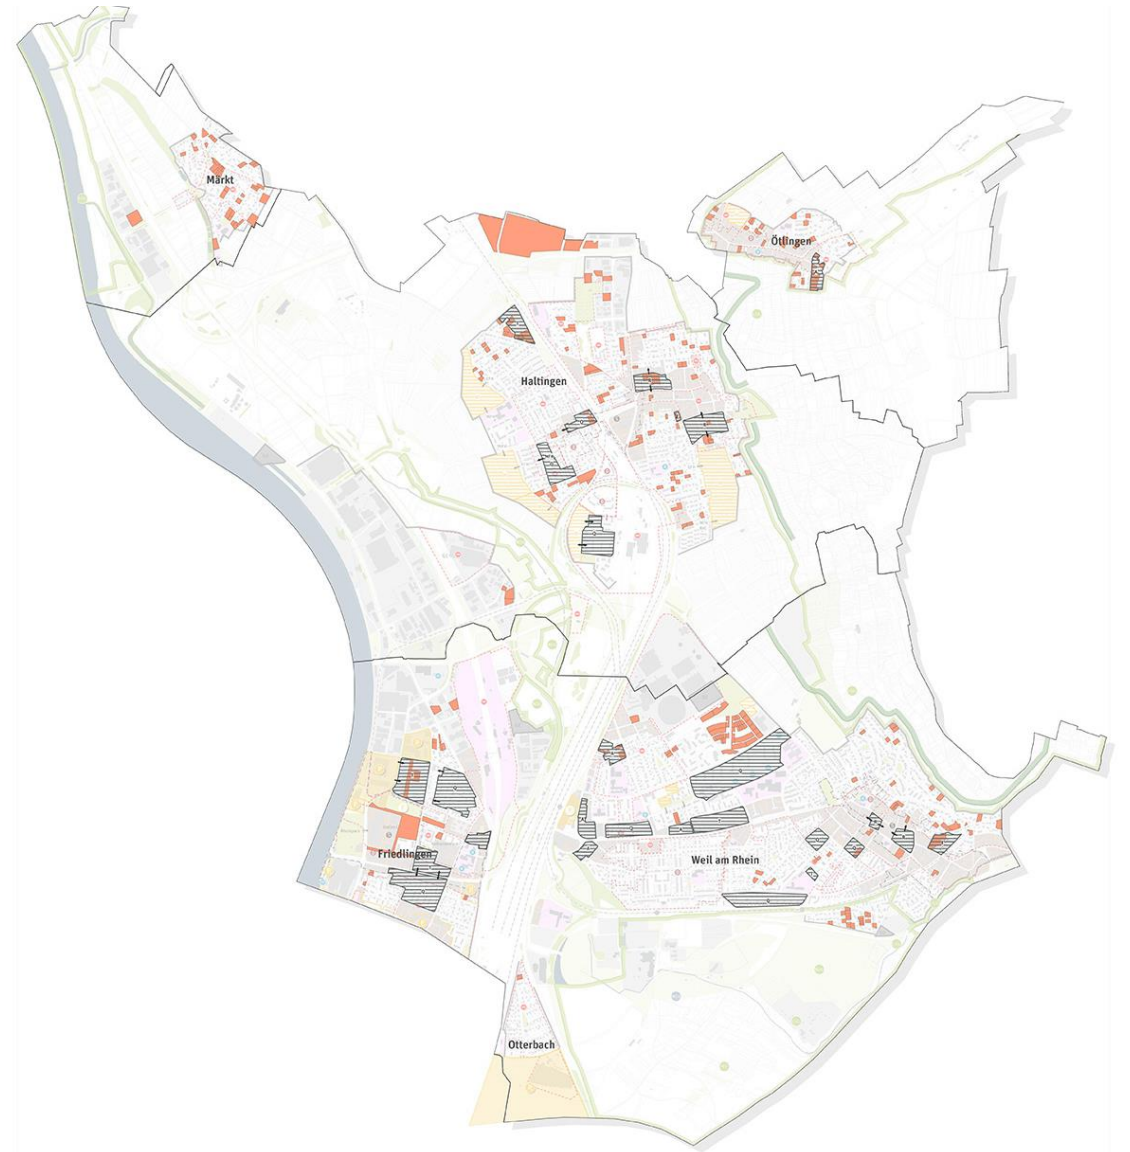 Märkt
Ötlingen
Haltingen
Friedlingen
Weil am Rhein
Otterbach